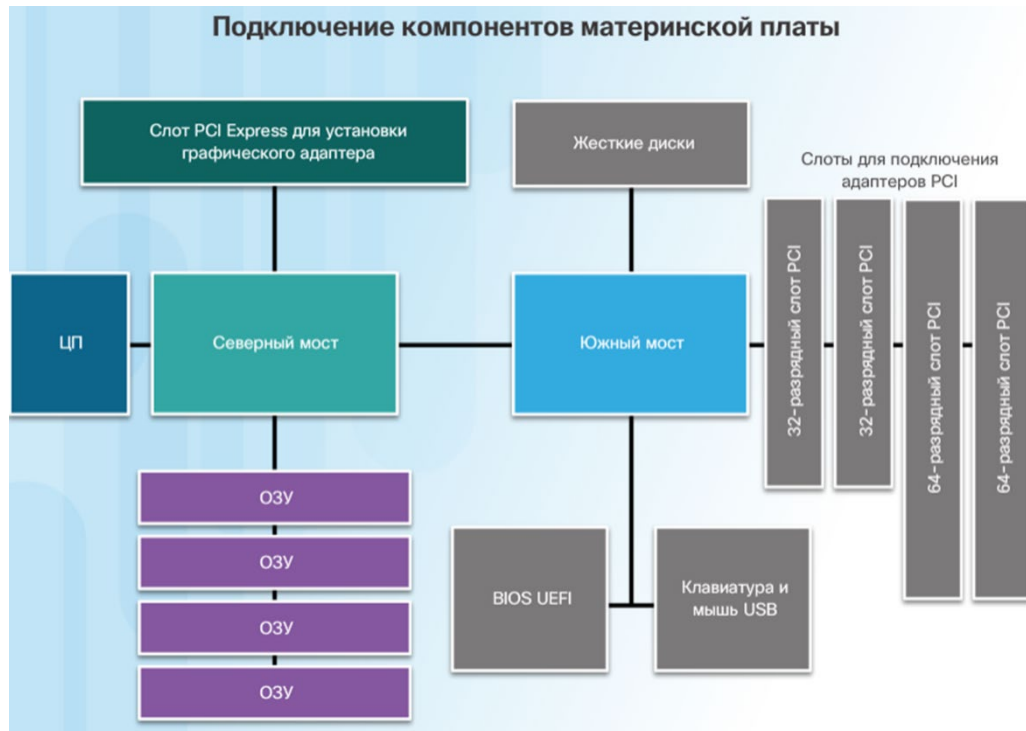 Подключение компонентов материнской платы
Слот PCI Express для установки
графического адаптера
Жесткие диски
Слоты для подключения
адаптеров PCI
ЦП
Северный мост
Южный мост
32-разрядный слот PCI
32-разрядный слот PCI
64-разрядный слот PCI
64-разрядный слот PCI
ОЗУ
ОЗУ
ОЗУ
ОЗУ
BIOS UEFI
Клавиатура и
мышь USB